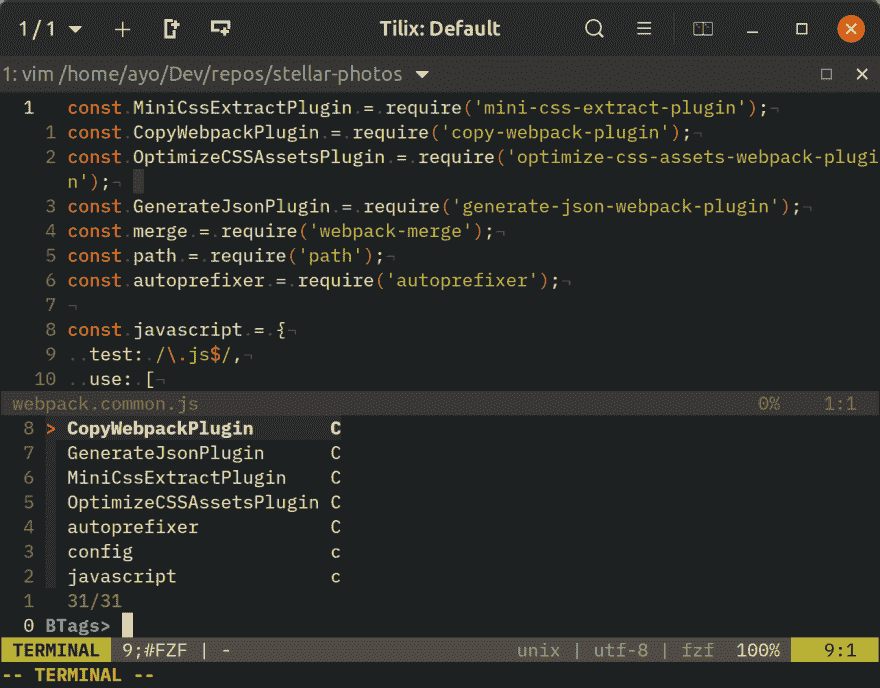 1 / 1 Tilix: Default
1: vim /home/ayo/Dev/repos/stellar-photos
1 const.MiniCssExtractPlugin.=.require('mini-css-extract-plugin');¬
1 const.CopyWebpackPlugin.=.require('copy-webpack-plugin');¬
2 const.OptimizeCSSAssetsPlugin.=.require('optimize-css-assets-webpack-plugi
n');¬
3 const.GenerateJsonPlugin.=.require('generate-json-webpack-plugin');¬
4 const.merge.=.require('webpack-merge');¬
5 const.path.=.require('path');¬
6 const.autoprefixer.=.require('autoprefixer');¬
7 ¬
8 const.javascript.=.{¬
9 ..test:./\.js$/,¬
10 ..use:.[¬
webpack.common.js 0% 1:1
8 > CopyWebpackPlugin C
7 GenerateJsonPlugin C
6 MiniCssExtractPlugin C
5 OptimizeCSSAssetsPlugin C
4 autoprefixer C
3 config c
2 javascript c
1 31/31
0 BTags>
TERMINAL 9;#FZF | - unix | utf-8 | fzf 100% 9:1
-- TERMINAL --